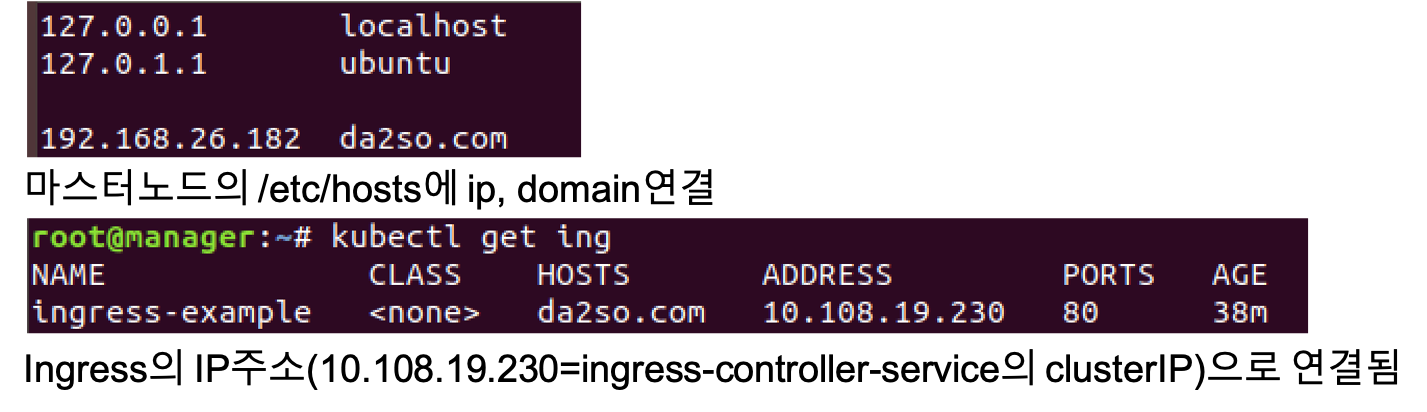 127.0.0.1 localhost
127.0.1.1 ubuntu
192.168.26.182 da2so.com
마스터노드의 /etc/hosts에 ip, domain연결
root@manager:~# kubectl get ing
NAME CLASS HOSTS ADDRESS PORTS AGE
ingress-example <none> da2so.com 10.108.19.230 80 38m
Ingress의 IP주소(10.108.19.230=ingress-controller-service의 clusterIP)으로 연결됨